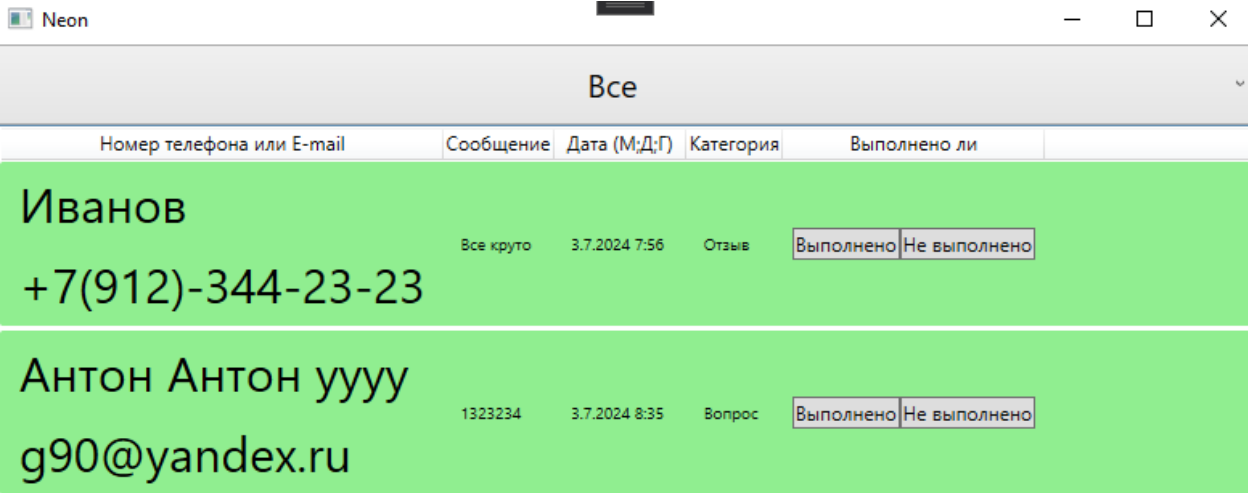 Neon
Все
Номер телефона или E-mail Сообщение Дата (М;Д;Г) Категория Выполнено ли
Иванов
Все круто 3.7.2024 7:56 Отзыв Выполнено Не выполнено
+7(912)-344-23-23
Антон Антон уууу
1323234 3.7.2024 8:35 Вопрос Выполнено Не выполнено
g90@yandex.ru